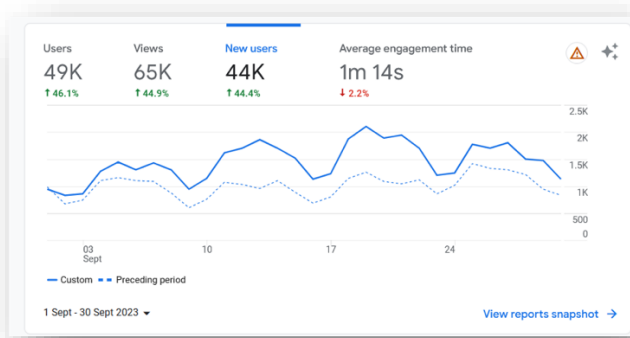 Users Views New users Average engagement time
49K 65K 44K 1m 14s
↑ 46.1% ↑ 44.9% ↑ 44.4% ↓ 2.2%
2.5K
2K
1.5K
1K
500
0
03 10 17 24
Sept
Custom Preceding period
1 Sept - 30 Sept 2023 View reports snapshot →